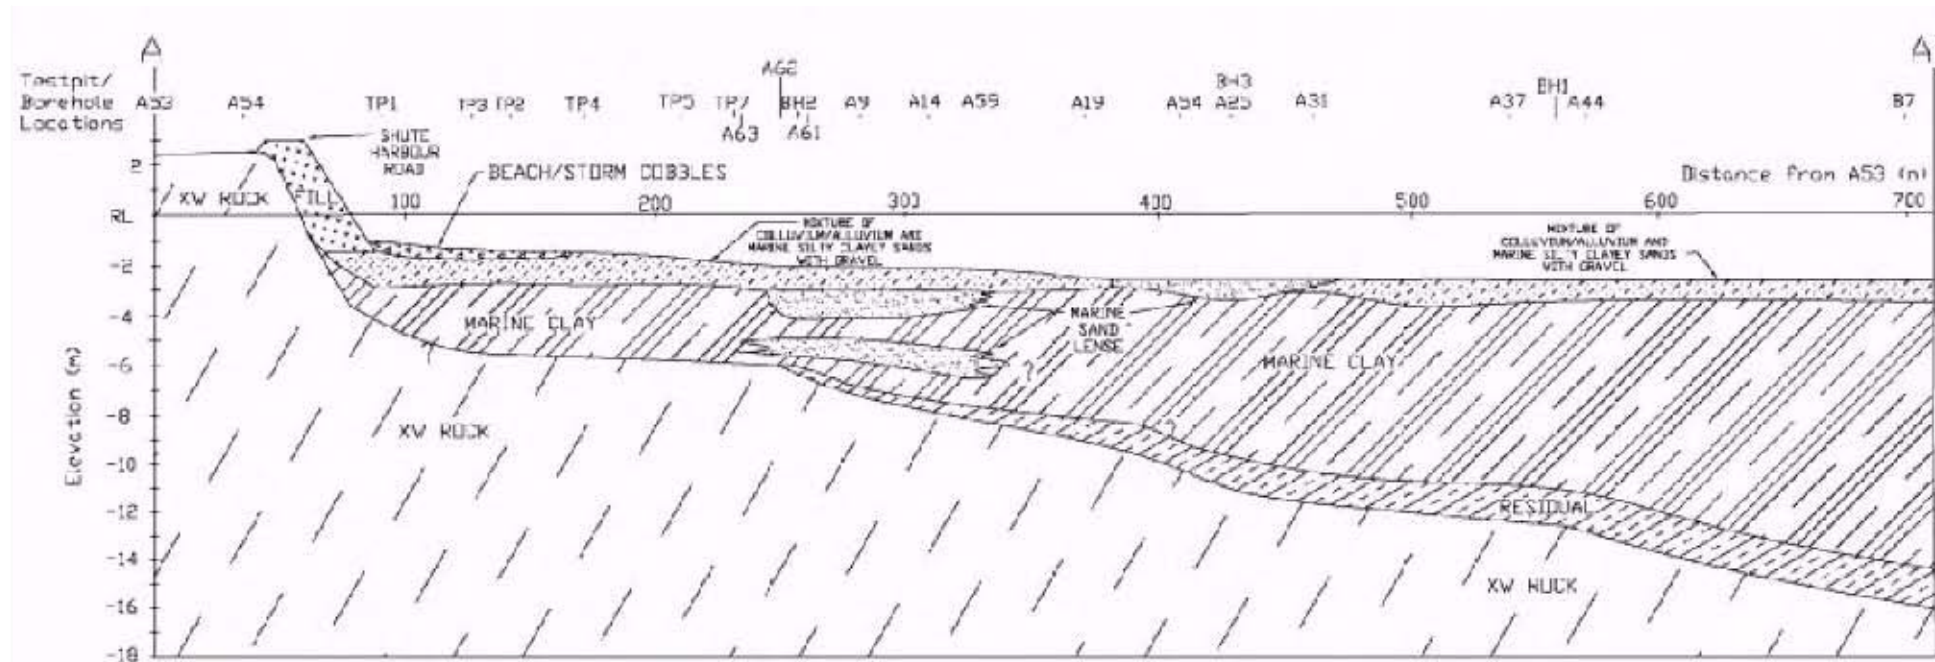 A A
A62
BH3
BH1
Testpit/
Borehole A53 A54 TP1 TP3 TP2 TP4 TP5 TP7 BH2 A9 A14 A59 A19 A54 A25 A31 A37 A44 B7
Locations
A63 A61
SHUTE
HARBOUR
ROAD
2
BEACH/STORM COBBLES
Distance from A53 (m)
XW ROCK FILL
RL 100 200 300 400 500 600 700
MIXTURE OF
COLLUVIUM/ALLUVIUM AND
MARINE SILTY CLAYEY SANDS
WITH GRAVEL
MIXTURE OF
COLLUVIUM/ALLUVIUM AND
MARINE SILTY CLAYEY SANDS
WITH GRAVEL
-2
-4
MARINE CLAY
MARINE
SAND
LENSE
MARINE CLAY
-6
?
Elevation (m)
-8
XW ROCK
?
-10
-12
RESIDUAL
-14
XW ROCK
-16
-18